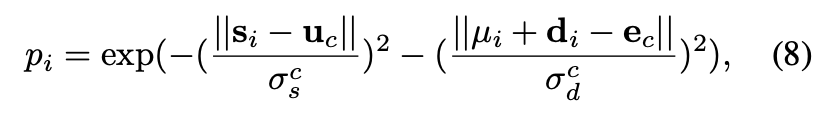 p_i = exp(-(||s_i - u_c|| / σ_s^c)^2 - (||μ_i + d_i - e_c|| / σ_d^c)^2), (8)